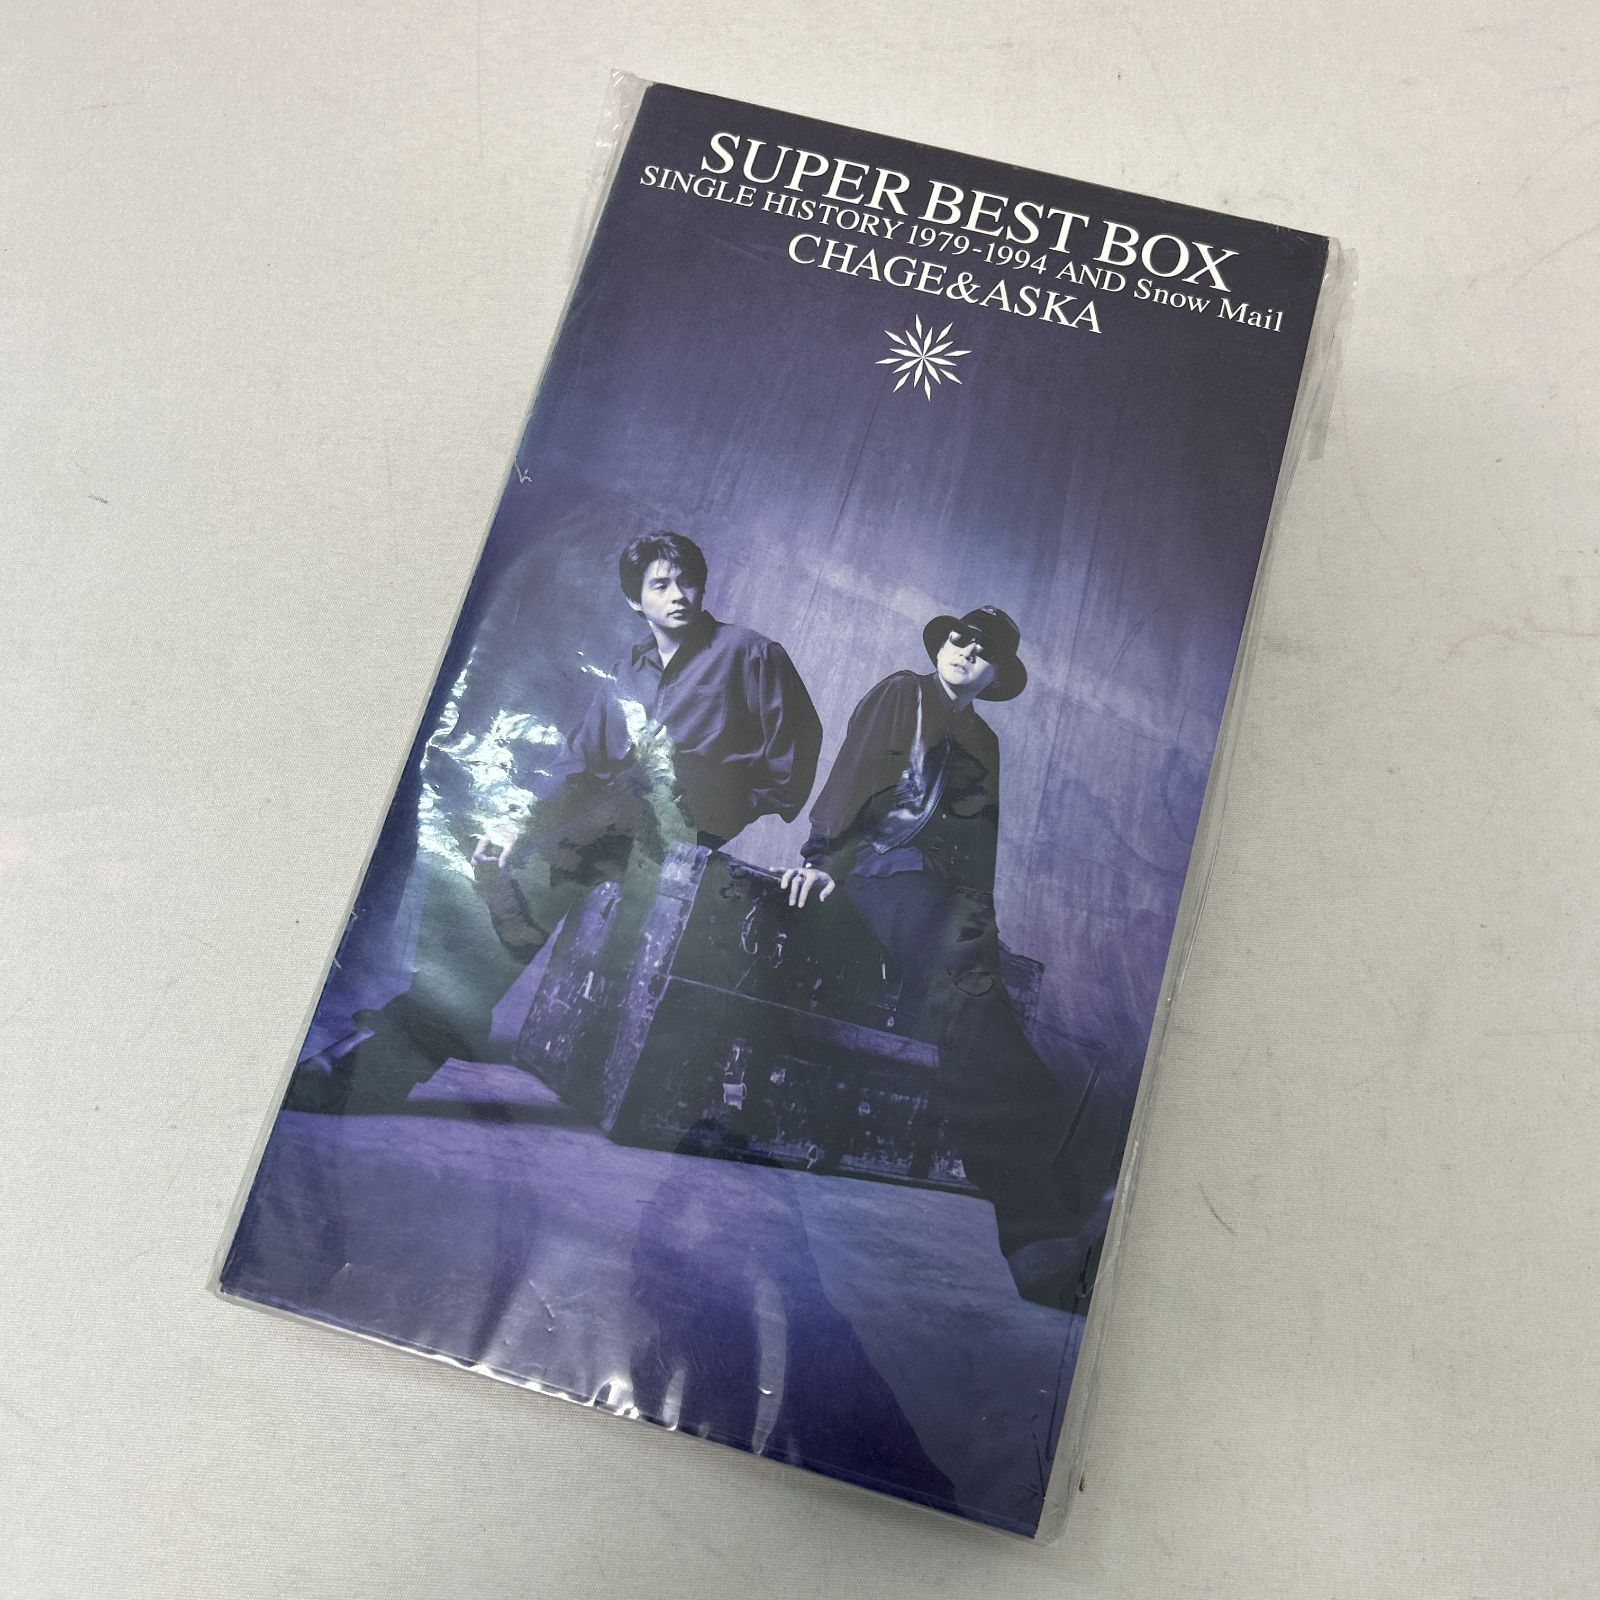 SUPER BEST BOX
SINGLE HISTORY 1979-1994 AND Snow Mail
CHAGE&ASKA